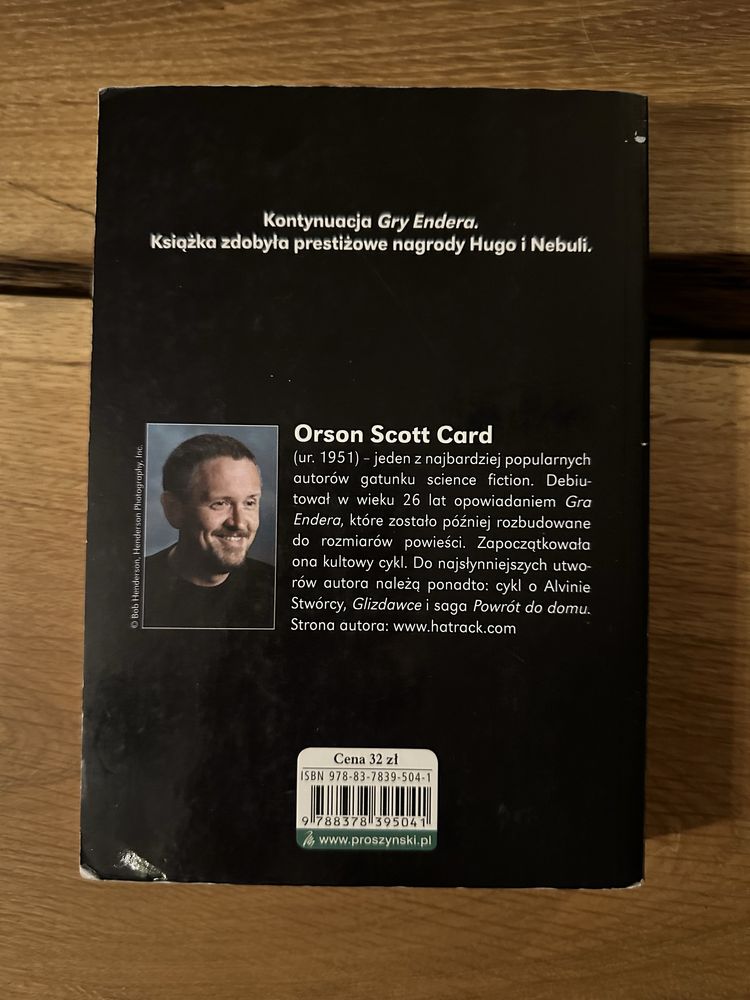 Kontynuacja Gry Endera.
Książka zdobyła prestiżowe nagrody Hugo i Nebuli.
© Bob Henderson, Henderson Photography, Inc.
Orson Scott Card
(ur. 1951) – jeden z najbardziej popularnych
autorów gatunku science fiction. Debiu-
tował w wieku 26 lat opowiadaniem Gra
Endera, które zostało później rozbudowane
do rozmiarów powieści. Zapoczątkowała
ona kultowy cykl. Do najsłynniejszych utwo-
rów autora należą ponadto: cykl o Alvinie
Stwórcy, Glizdawce i saga Powrót do domu.
Strona autora: www.hatrack.com
Cena 32 zł
ISBN 978-83-7839-504-1
9 788378 395041
www.proszynski.pl